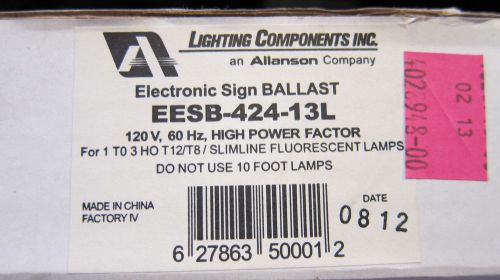 LIGHTING COMPONENTS INC.
an Allanson Company
Electronic Sign BALLAST
EESB-424-13L
120 V, 60 Hz, HIGH POWER FACTOR
For 1 T0 3 HO T12/T8 / SLIMLINE FLUORESCENT LAMPS
DO NOT USE 10 FOOT LAMPS
MADE IN CHINA
FACTORY IV
DATE
0812
6 27863 50001 2
02 13